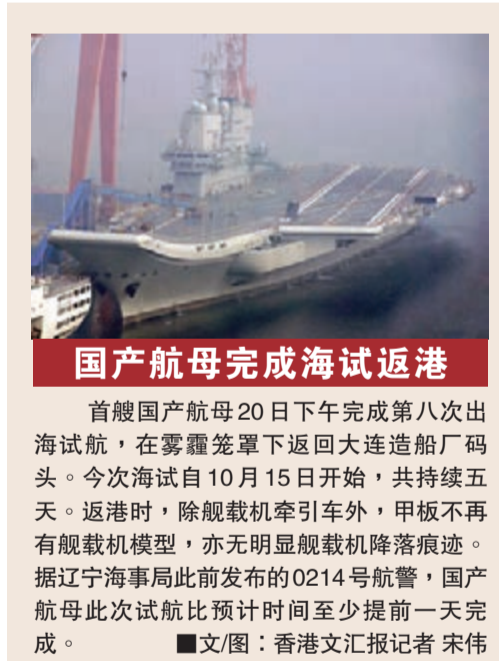 国产航母完成海试返港
首艘国产航母20日下午完成第八次出
海试航，在雾霾笼罩下返回大连造船厂码
头。今次海试自10月15日开始，共持续五
天。返港时，除舰载机牵引车外，甲板不再
有舰载机模型，亦无明显舰载机降落痕迹。
据辽宁海事局此前发布的0214号航警，国产
航母此次试航比预计时间至少提前一天完
成。 ■文/图：香港文汇报记者 宋伟